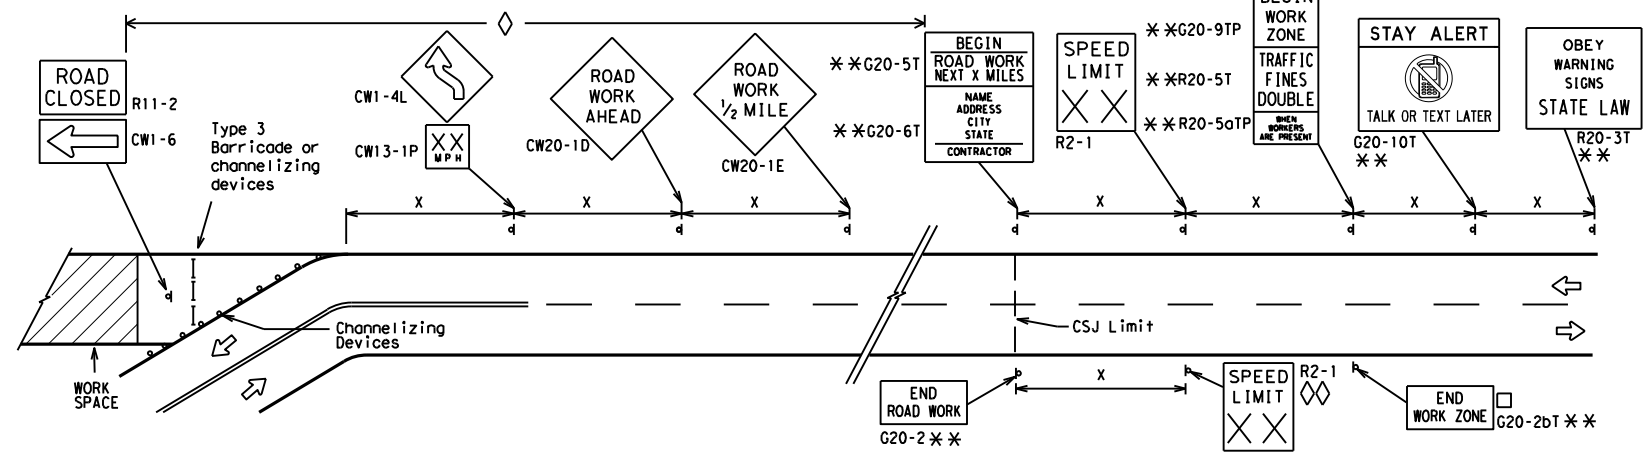 ROAD
CLOSED
R11-2
CW1-6
Type 3
Barricade or
channelizing
devices
CW1-4L
XX
MPH
CW13-1P
ROAD
WORK
AHEAD
CW20-1D
ROAD
WORK
1/2 MILE
CW20-1E
**G20-5T
BEGIN
ROAD WORK
NEXT X MILES
**G20-6T
NAME
ADDRESS
CITY
STATE
CONTRACTOR
SPEED
LIMIT
XX
R2-1
**G20-9TP
BEGIN
WORK
ZONE
**R20-5T
TRAFFIC
FINES
DOUBLE
**R20-5aTP
WHEN
WORKERS
ARE PRESENT
STAY ALERT
TALK OR TEXT LATER
G20-10T
**
OBEY
WARNING
SIGNS
STATE LAW
R20-3T
**
X
X
X
X
X
X
X
Channelizing
Devices
WORK
SPACE
CSJ Limit
END
ROAD WORK
G20-2**
X
SPEED
LIMIT
XX
R2-1
END
WORK ZONE
G20-2bT **